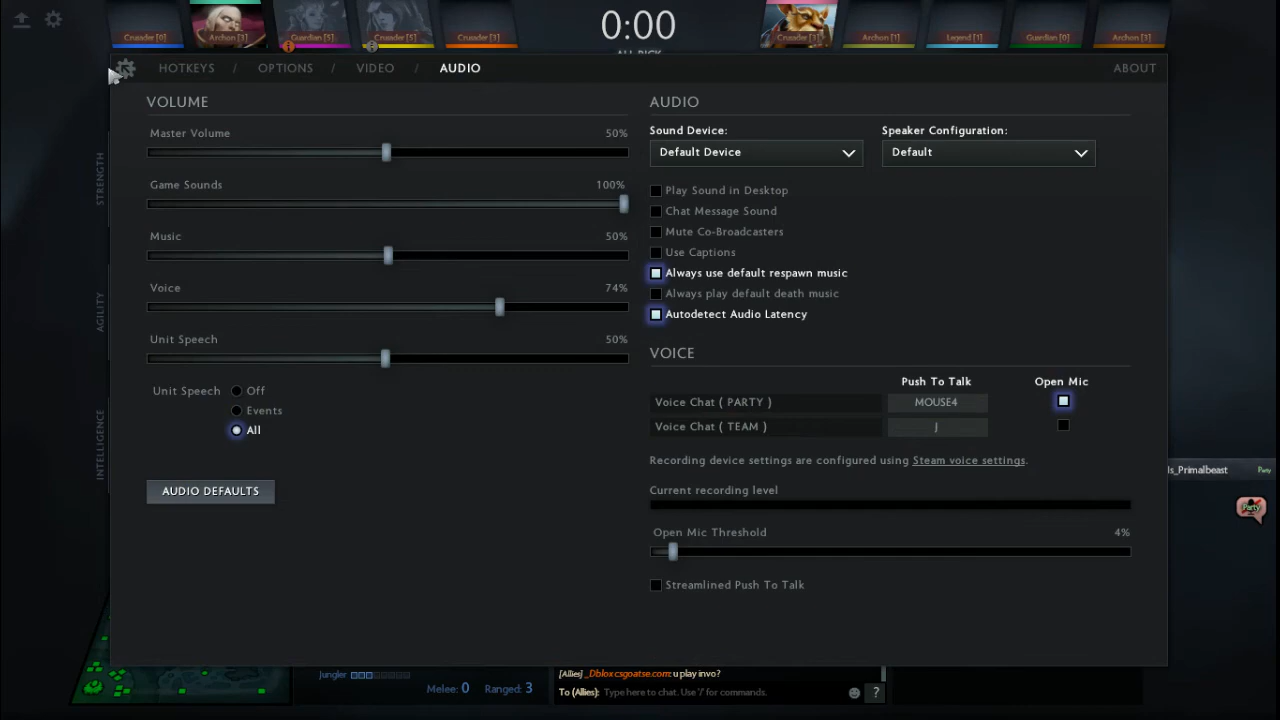 0:00
ALL PICK
Crusader [0]
Archon [3]
Guardian [5]
Crusader [5]
Crusader [3]
Crusader [3]
Archon [1]
Legend [1]
Guardian [0]
Archon [3]
HOTKEYS / OPTIONS / VIDEO / AUDIO
ABOUT
VOLUME
Master Volume 50%
Game Sounds 100%
Music 50%
Voice 74%
Unit Speech 50%
Unit Speech Off
Events
All
AUDIO DEFAULTS
AUDIO
Sound Device: Speaker Configuration:
Default Device Default
Play Sound in Desktop
Chat Message Sound
Mute Co-Broadcasters
Use Captions
Always use default respawn music
Always play default death music
Autodetect Audio Latency
VOICE
Push To Talk Open Mic
Voice Chat ( PARTY ) MOUSE4
Voice Chat ( TEAM ) J
Recording device settings are configured using Steam voice settings.
Current recording level
Open Mic Threshold 4%
Streamlined Push To Talk
STRENGTH
AGILITY
INTELLIGENCE
ls_Primalbeast Party
Party
Jungler
Melee: 0 Ranged: 3
[Allies] _Dblox csgoatse.com: u play invo?
To (Allies): Type here to chat. Use '/' for commands.
?